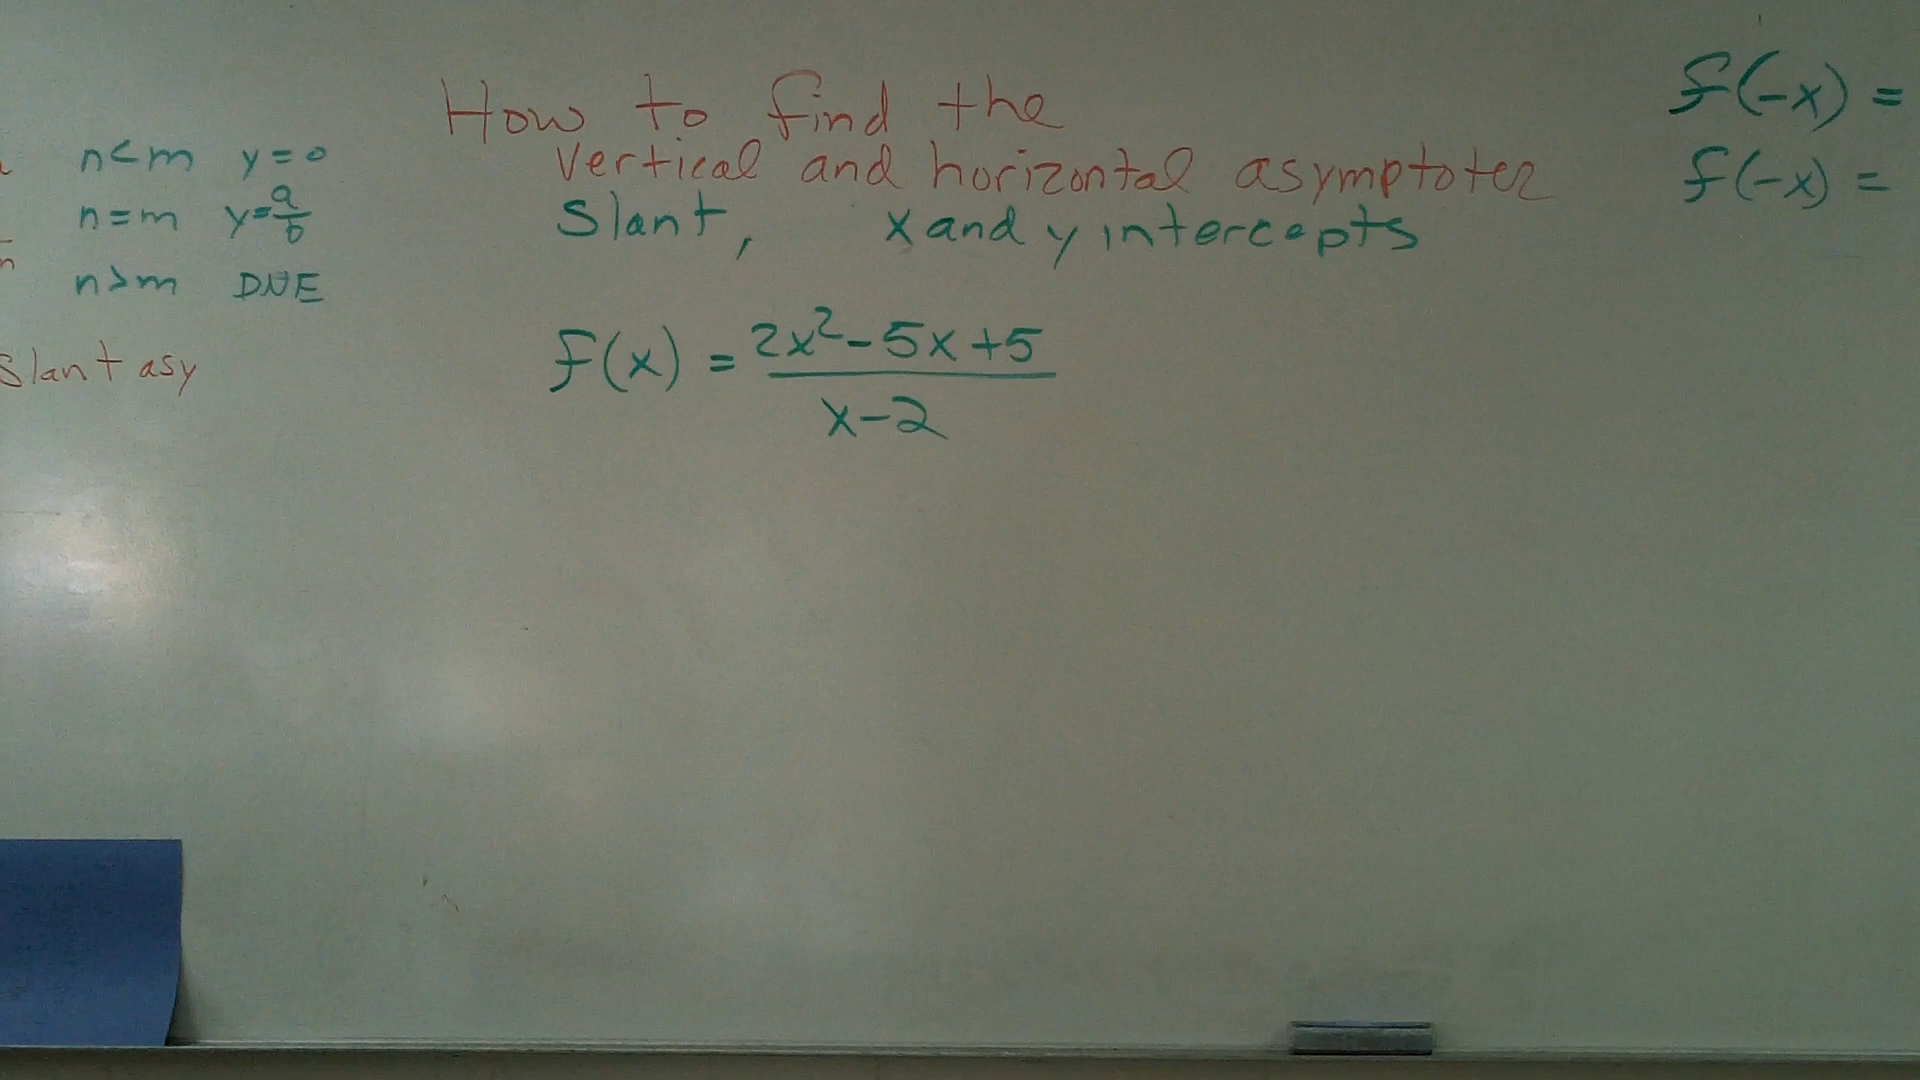 n<m y=0
n=m y=a/b
n>m DNE
Slant asy
How to find the
vertical and horizontal asymptotes
Slant, x and y intercepts
f(x) = (2x²-5x+5)/(x-2)
f(-x) =
f(-x) =